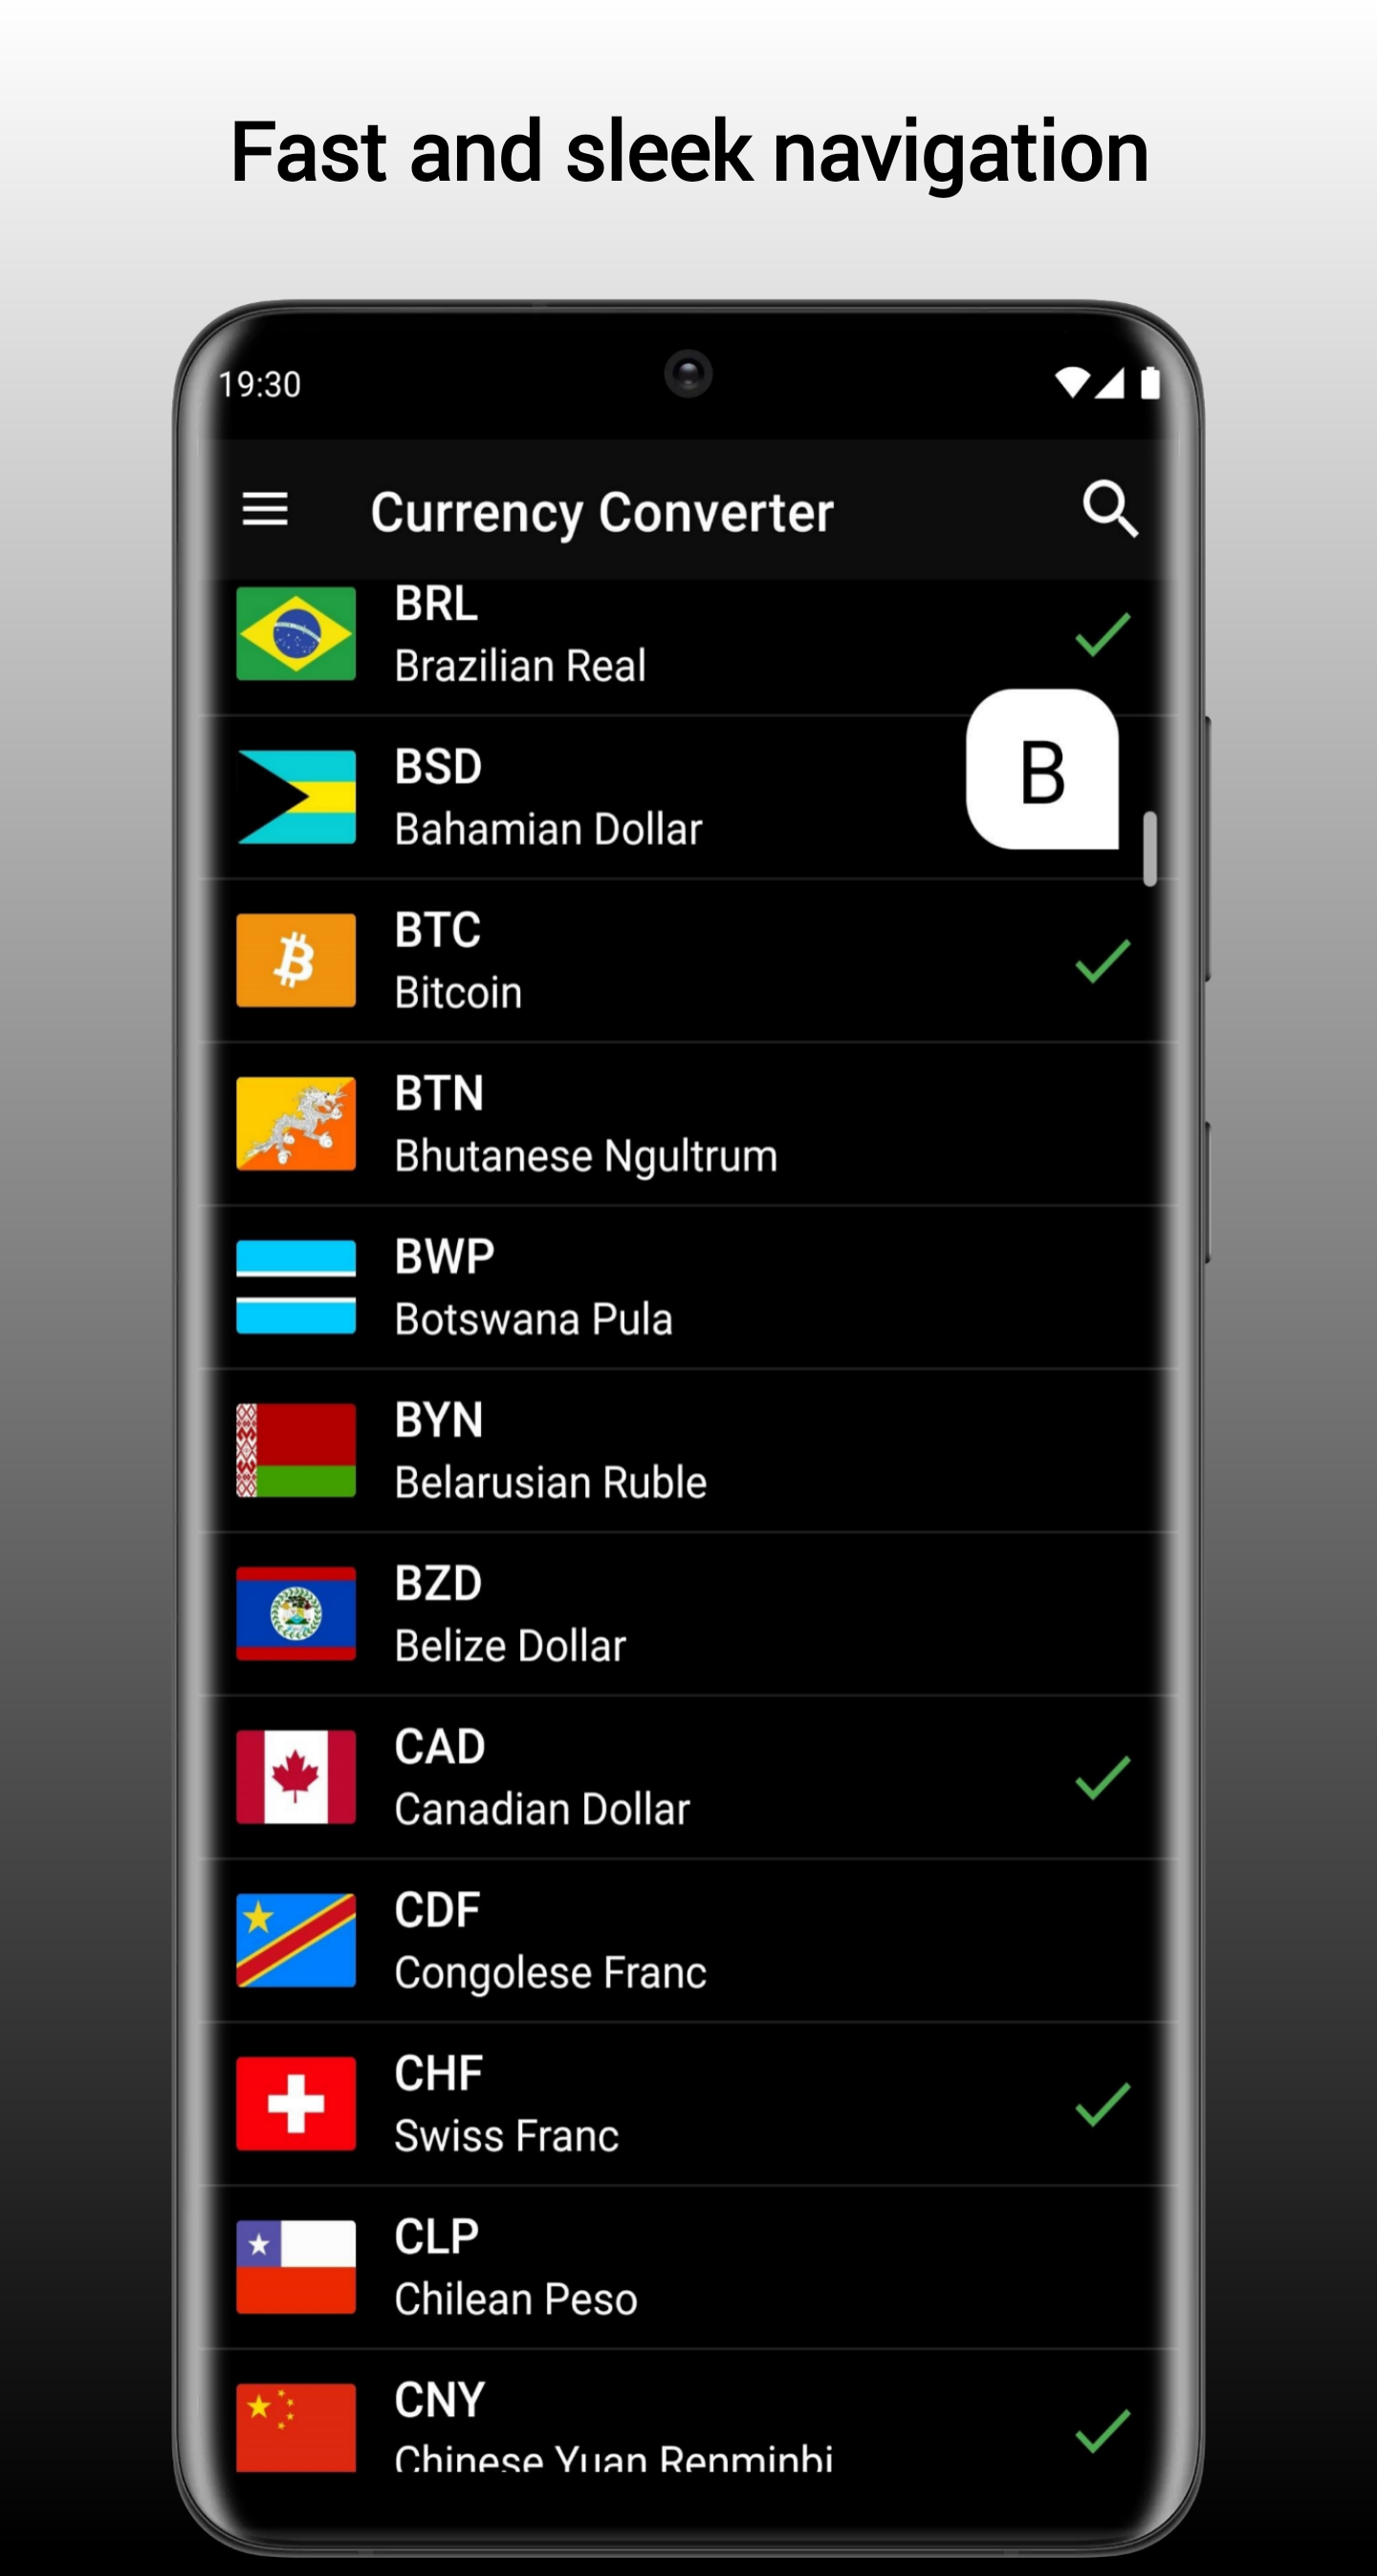 Fast and sleek navigation
19:30
Currency Converter
BRL
Brazilian Real
B
BSD
Bahamian Dollar
BTC
Bitcoin
BTN
Bhutanese Ngultrum
BWP
Botswana Pula
BYN
Belarusian Ruble
BZD
Belize Dollar
CAD
Canadian Dollar
CDF
Congolese Franc
CHF
Swiss Franc
CLP
Chilean Peso
CNY
Chinese Yuan Renminbi